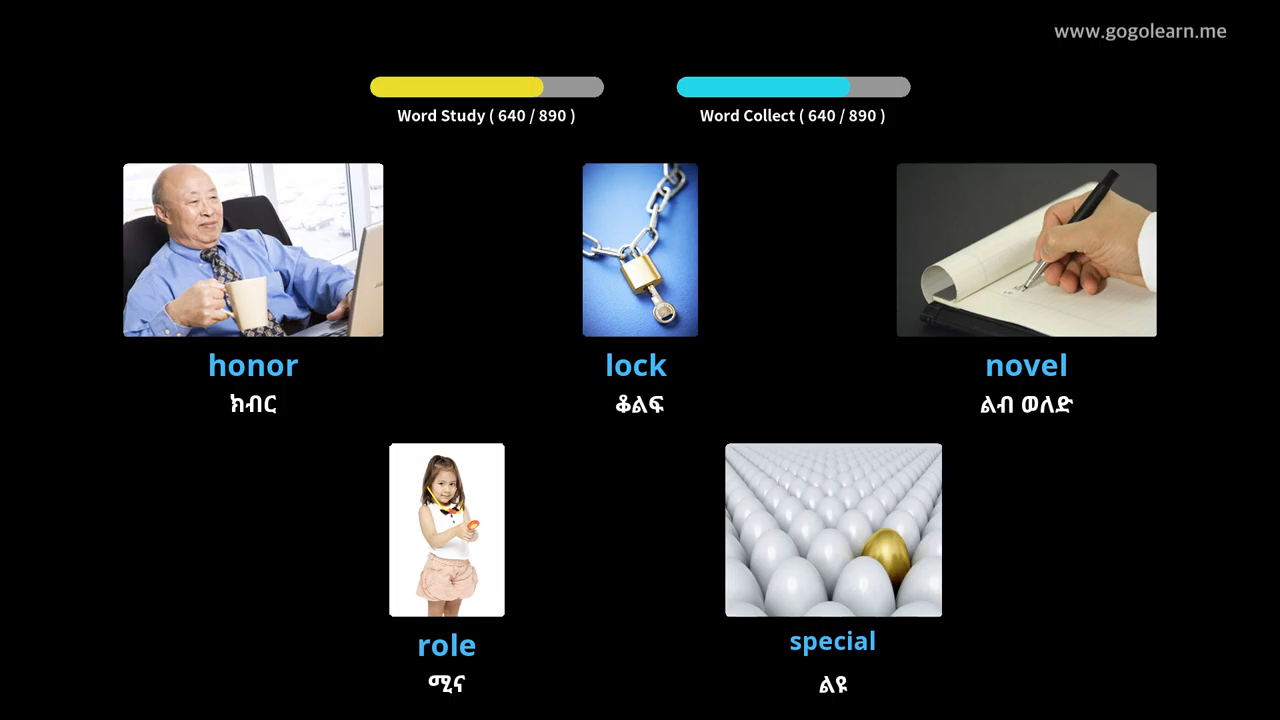 www.gogolearn.me
Word Study ( 640 / 890 )
Word Collect ( 640 / 890 )
honor
ክብር
lock
ቆልፍ
novel
ልብ ወለድ
role
ሚና
special
ልዩ